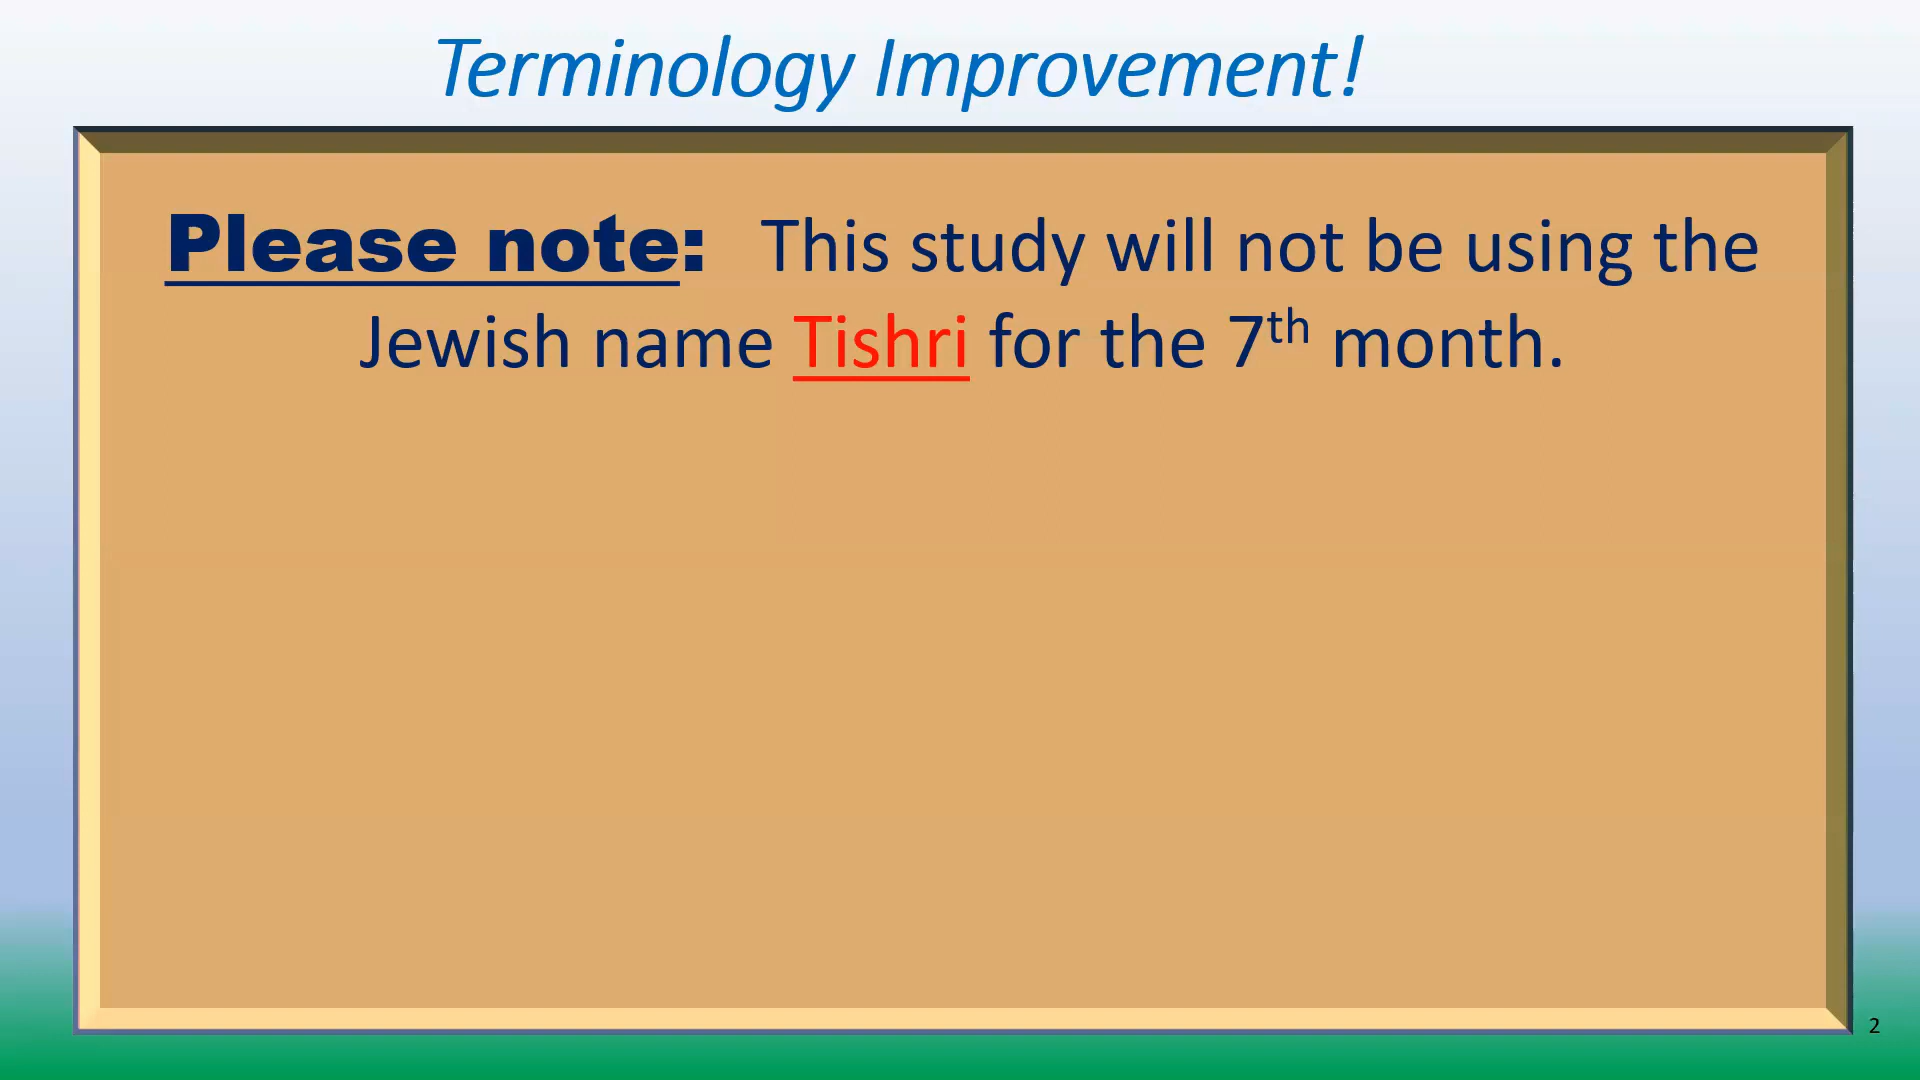 Terminology Improvement!
Please note: This study will not be using the
Jewish name Tishri for the 7th month.
2